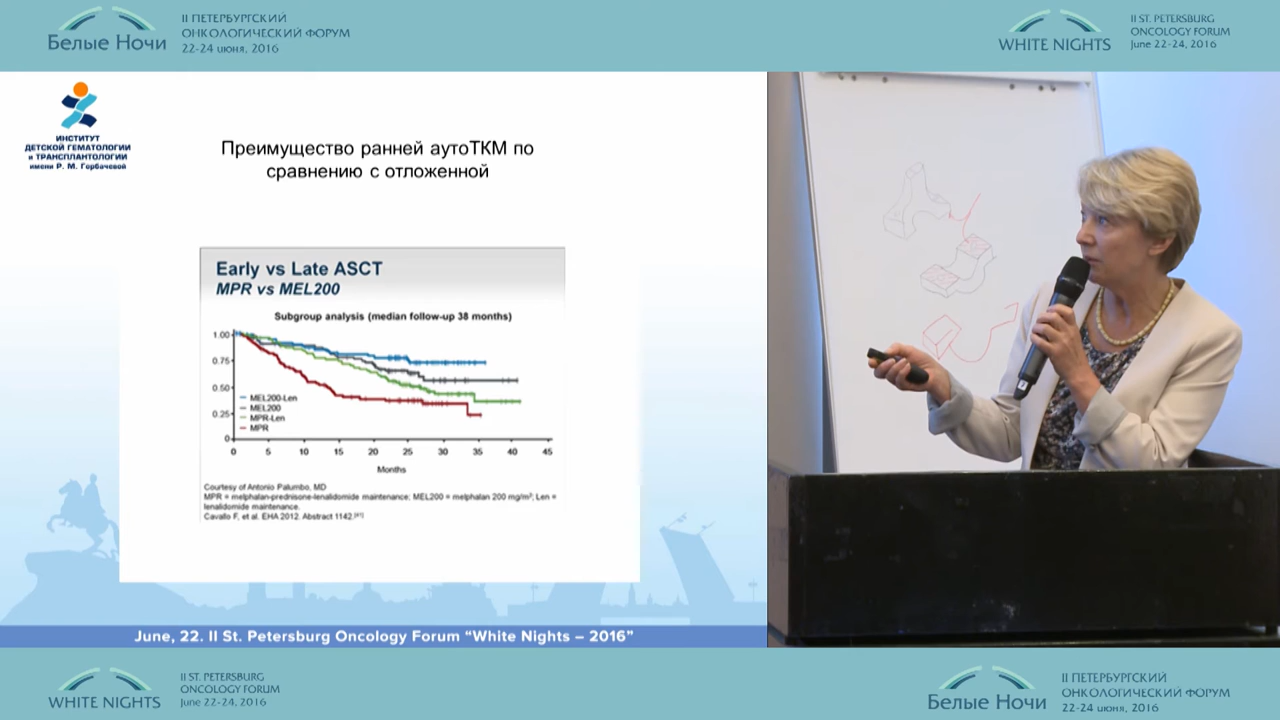 II ПЕТЕРБУРГСКИЙ
ОНКОЛОГИЧЕСКИЙ ФОРУМ
22-24 июня, 2016
Белые Ночи
II ST. PETERSBURG
ONCOLOGY FORUM
June 22-24, 2016
WHITE NIGHTS
ИНСТИТУТ
ДЕТСКОЙ ГЕМАТОЛОГИИ
и ТРАНСПЛАНТОЛОГИИ
имени Р. М. Горбачевой
Преимущество ранней аутоТКМ по
сравнению с отложенной
Early vs Late ASCT
MPR vs MEL200
Subgroup analysis (median follow-up 38 months)
1.00
0.75
0.50
0.25
0
MEL200-Len
MEL200
MPR-Len
MPR
0 5 10 15 20 25 30 35 40 45
Months
Courtesy of Antonio Palumbo, MD
MPR = melphalan-prednisone-lenalidomide maintenance; MEL200 = melphalan 200 mg/m²; Len =
lenalidomide maintenance.
Cavallo F, et al. EHA 2012. Abstract 1142.[41]
June, 22. II St. Petersburg Oncology Forum “White Nights – 2016”
WHITE NIGHTS
II ST. PETERSBURG
ONCOLOGY FORUM
June 22-24, 2016
Белые Ночи
II ПЕТЕРБУРГСКИЙ
ОНКОЛОГИЧЕСКИЙ ФОРУМ
22-24 июня, 2016